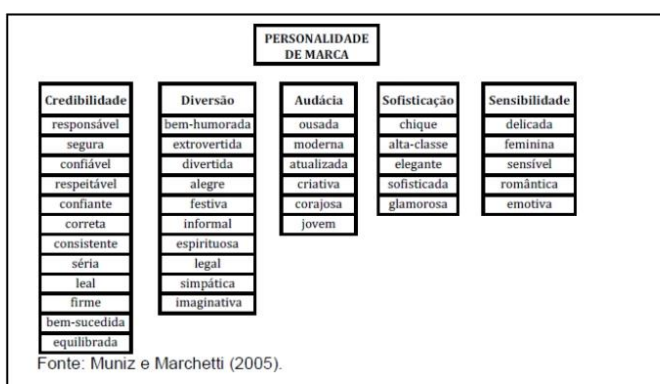 PERSONALIDADE
DE MARCA
Credibilidade
responsável
segura
confiável
respeitável
confiante
correta
consistente
séria
leal
firme
bem-sucedida
equilibrada
Diversão
bem-humorada
extrovertida
divertida
alegre
festiva
informal
espirituosa
legal
simpática
imaginativa
Audácia
ousada
moderna
atualizada
criativa
corajosa
jovem
Sofisticação
chique
alta-classe
elegante
sofisticada
glamorosa
Sensibilidade
delicada
feminina
sensível
romântica
emotiva
Fonte: Muniz e Marchetti (2005).